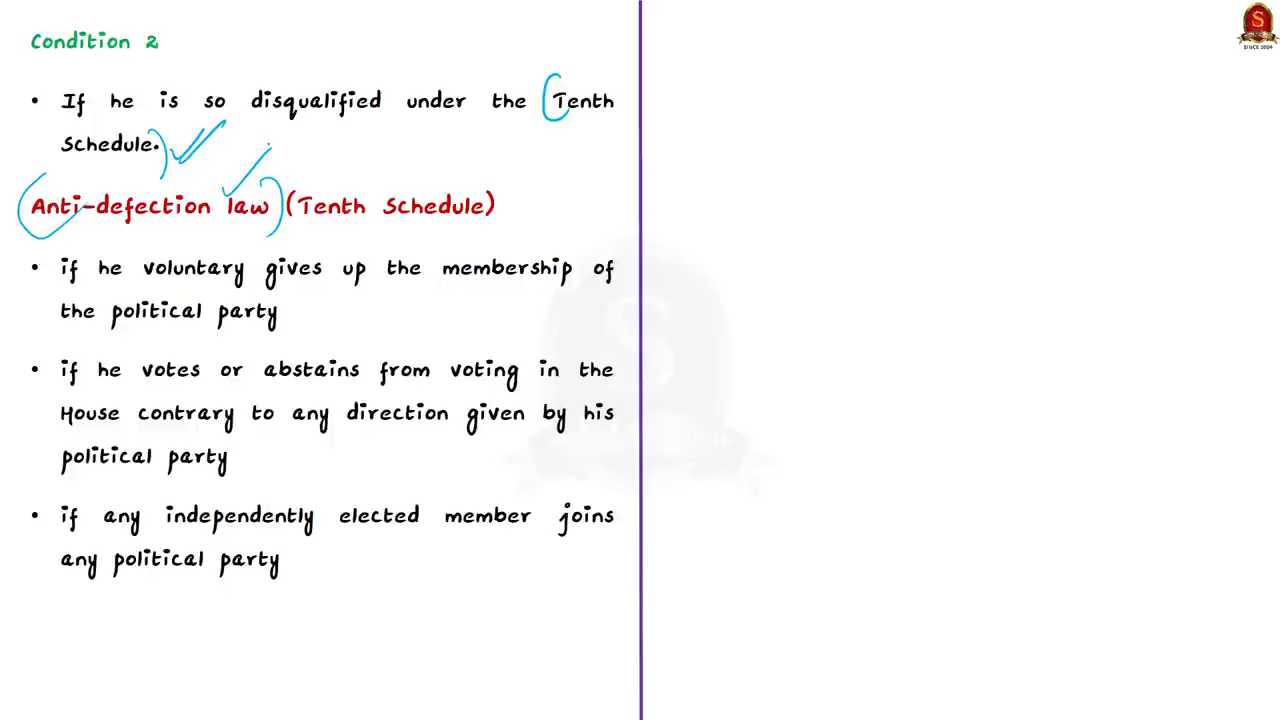 Condition 2
• If he is so disqualified under the Tenth
Schedule.
Anti-defection law (Tenth Schedule)
• if he voluntary gives up the membership of
the political party
• if he votes or abstains from voting in the
House contrary to any direction given by his
political party
• if any independently elected member joins
any political party
S
SINCE 2004